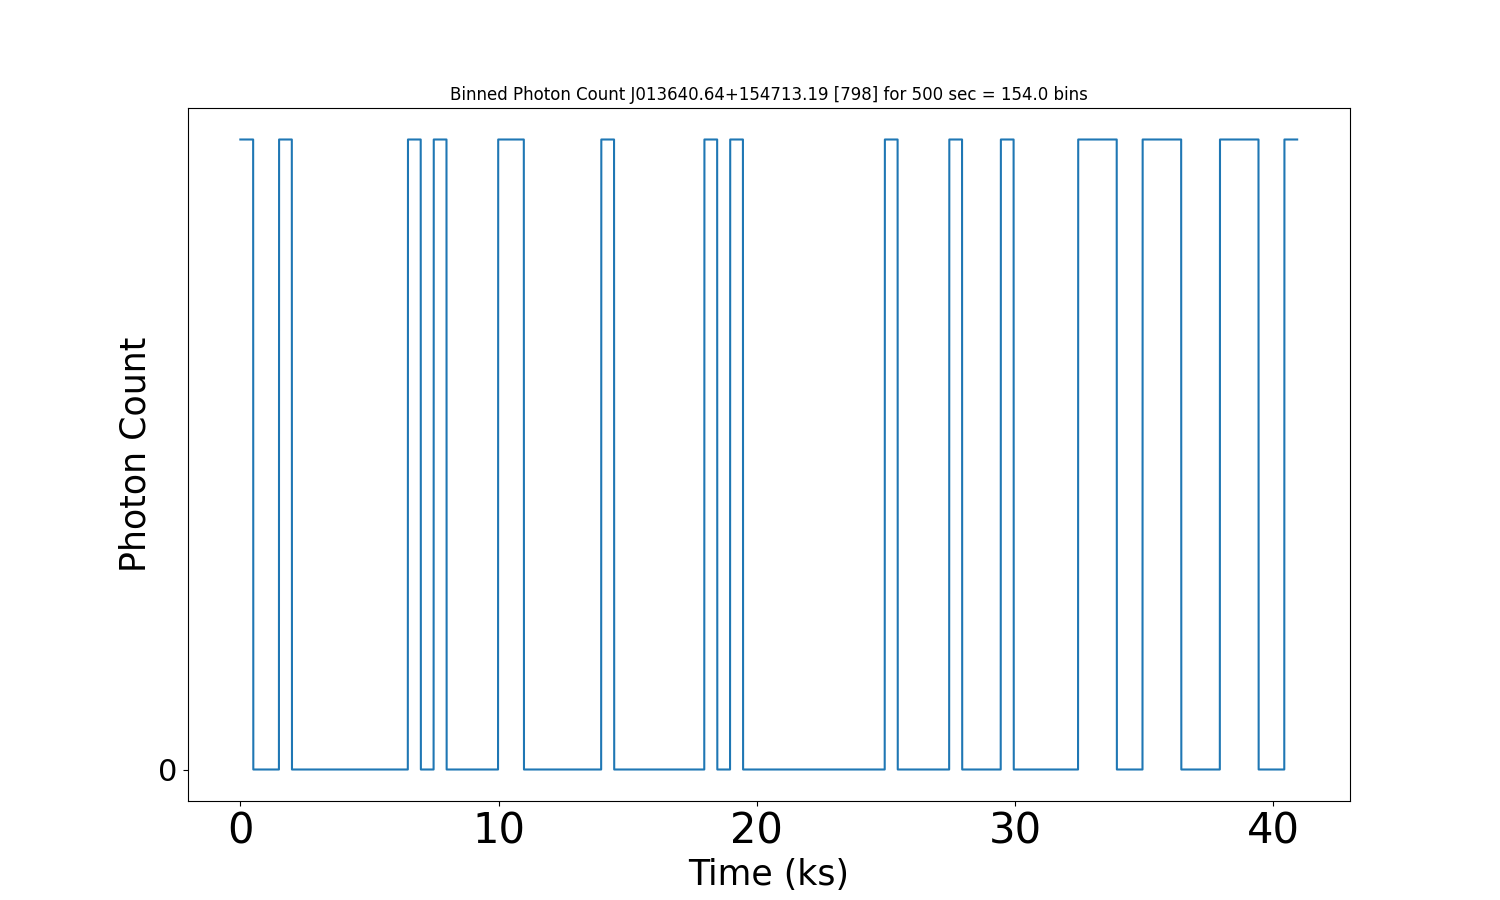 Binned Photon Count J013640.64+154713.19 [798] for 500 sec = 154.0 bins
Photon Count
0
0 10 20 30 40
Time (ks)